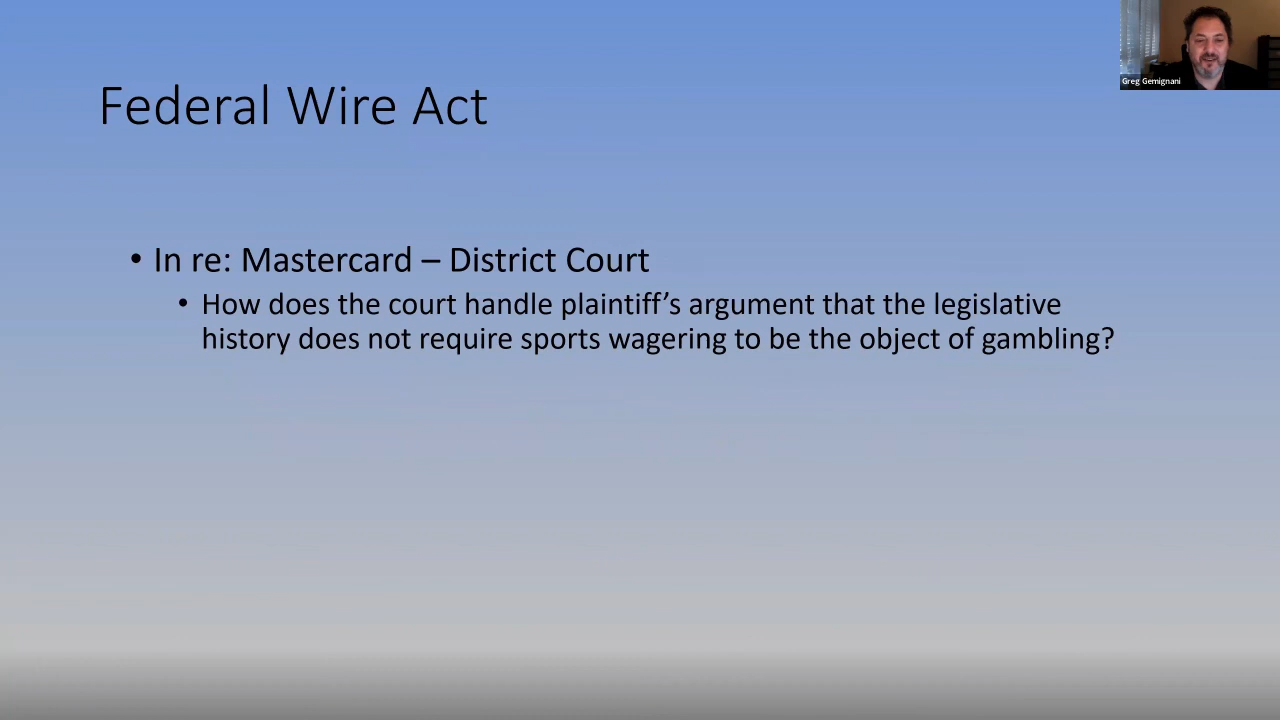 Greg Gemignani
Federal Wire Act
• In re: Mastercard – District Court
• How does the court handle plaintiff’s argument that the legislative
history does not require sports wagering to be the object of gambling?